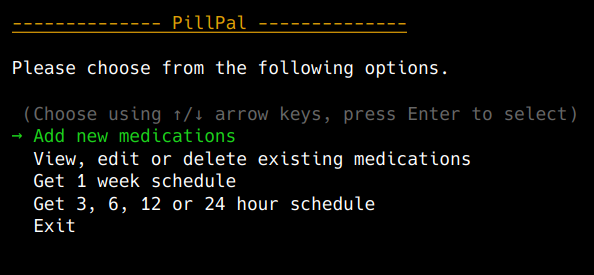 -------------- PillPal --------------
Please choose from the following options.
(Choose using ↑/↓ arrow keys, press Enter to select)
→ Add new medications
View, edit or delete existing medications
Get 1 week schedule
Get 3, 6, 12 or 24 hour schedule
Exit